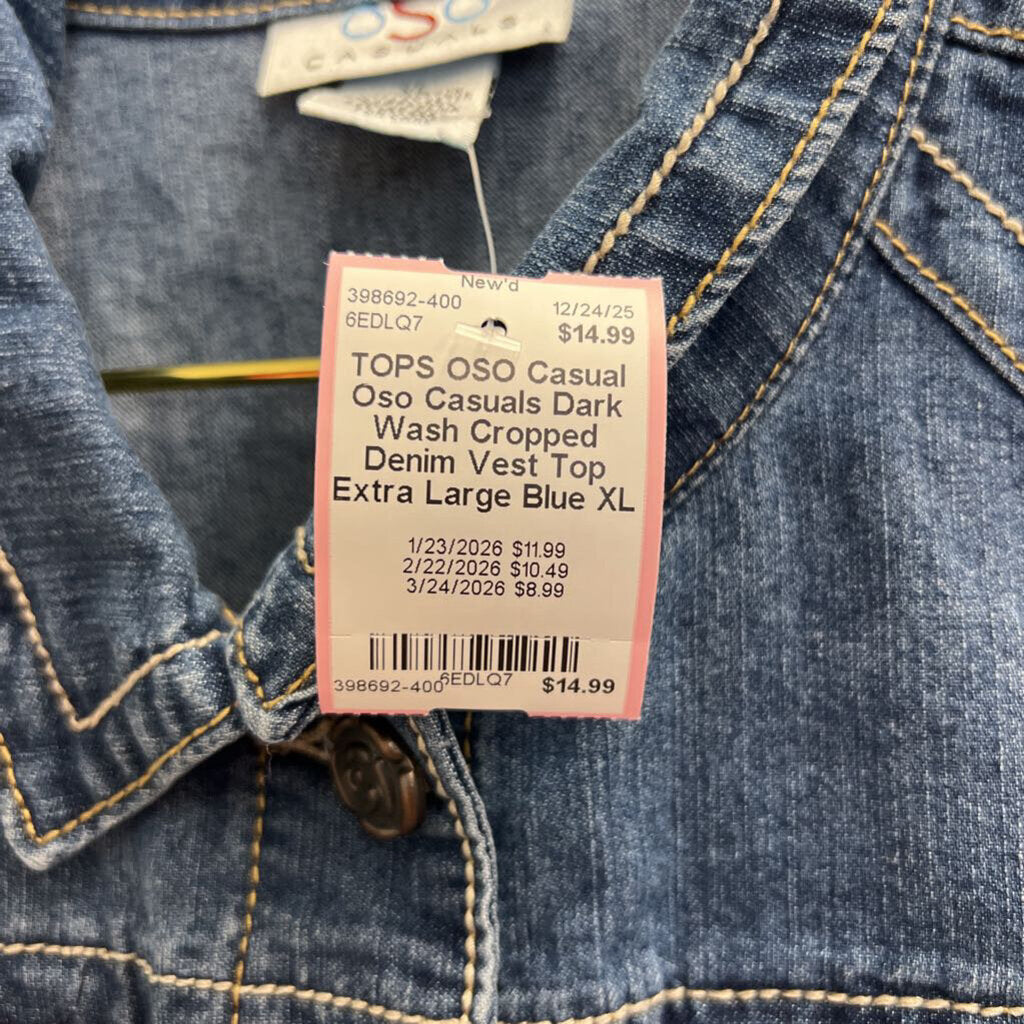 oso
CASUALS
XL
New'd
398692-400
12/24/25
6EDLQ7
$14.99
TOPS OSO Casual
Oso Casuals Dark
Wash Cropped
Denim Vest Top
Extra Large Blue XL
1/23/2026 $11.99
2/22/2026 $10.49
3/24/2026 $8.99
398692-400
6EDLQ7
$14.99